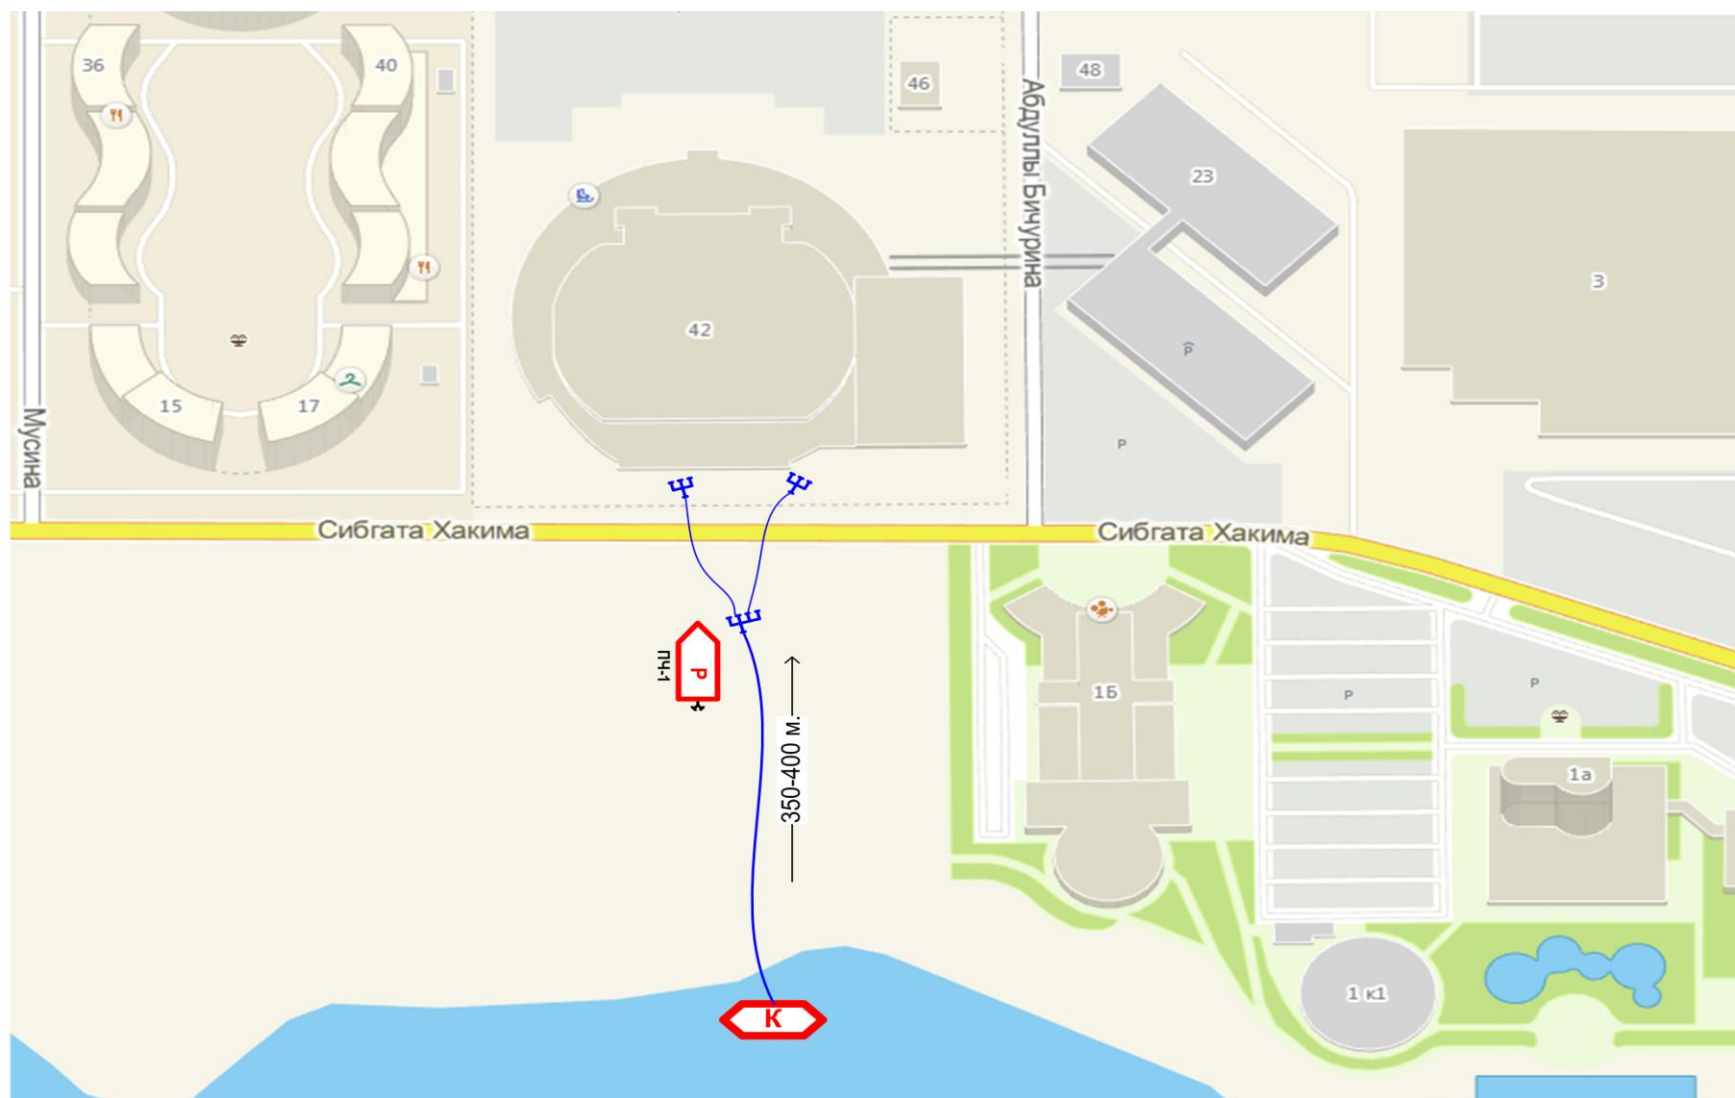 36
40
46
48
Абдуллы Бичурина
23
3
42
Р
15
17
Р
Мусина
Сибгата Хакима
Сибгата Хакима
ПЧ-1
Р
1Б
Р
Р
350-400 м.
1а
1 к1
К